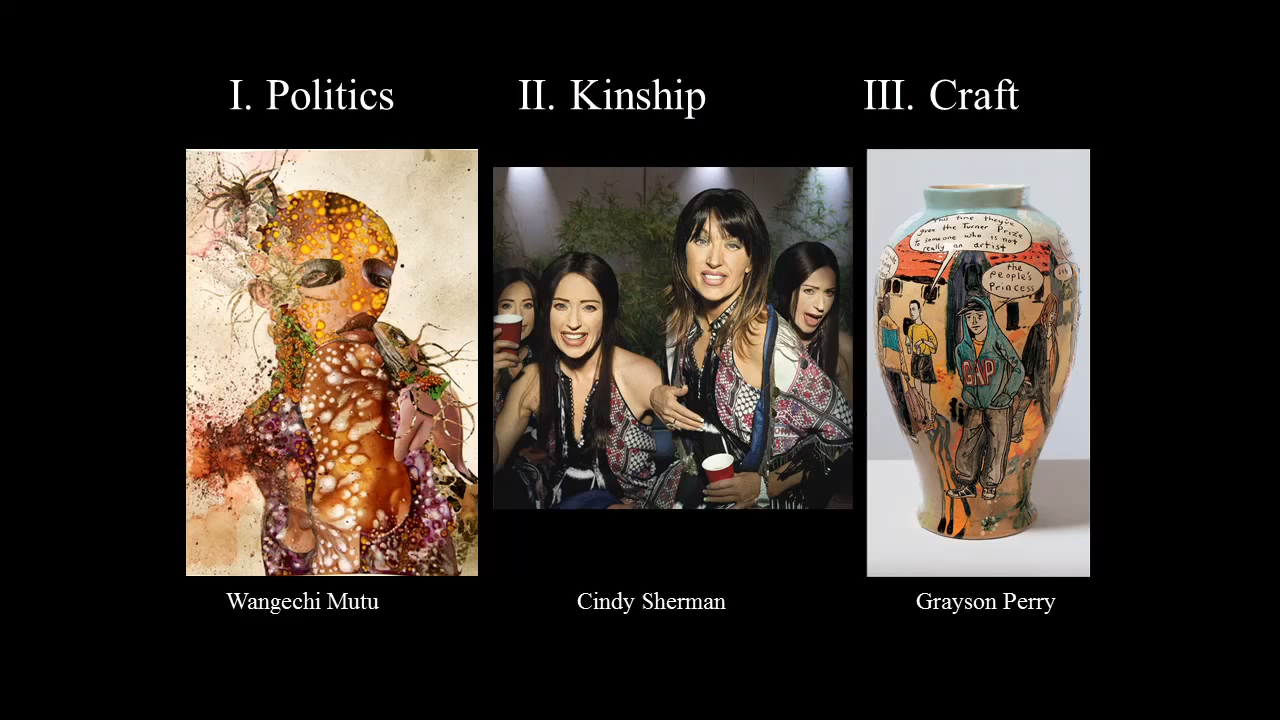 I. Politics
II. Kinship
III. Craft
this time they've
given the Turner Prize
to someone who is not
really an artist
the
people's
Princess
GAP
Wangechi Mutu
Cindy Sherman
Grayson Perry